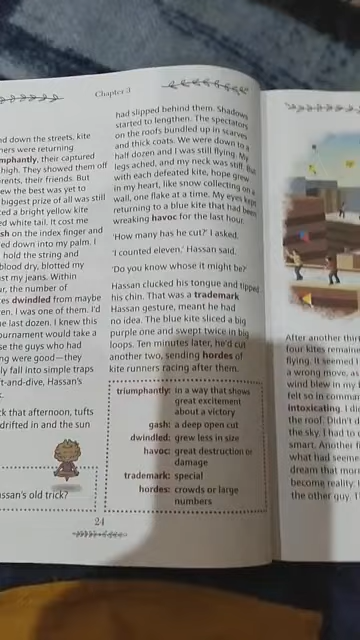 Chapter 3
d down the streets, kite
ners were returning
mphantly, their captured
high. They showed them off
rents, their friends. But
ew the best was yet to
biggest prize of all was still
ed a bright yellow kite
ed white tail. It cost me
sh on the index finger and
ed down into my palm. I
hold the string and
blood dry, blotted my
st my jeans. Within
ur, the number of
es dwindled from maybe
en. I was one of them. I'd
he last dozen. I knew this
ournament would take a
se the guys who had
ng were good—they
ly fall into simple traps
t-and-dive, Hassan's
k that afternoon, tufts
drifted in and the sun
assan's old trick?
had slipped behind them. Shadows
started to lengthen. The spectators
on the roofs bundled up in scarves
and thick coats. We were down to a
half dozen and I was still flying. My
legs ached, and my neck was stiff. But
with each defeated kite, hope grew
in my heart, like snow collecting on a
wall, one flake at a time. My eyes kept
returning to a blue kite that had been
wreaking havoc for the last hour.
'How many has he cut?' I asked.
'I counted eleven,' Hassan said.
'Do you know whose it might be?'
Hassan clucked his tongue and tipped
his chin. That was a trademark
Hassan gesture, meant he had
no idea. The blue kite sliced a big
purple one and swept twice in big
loops. Ten minutes later, he'd cut
another two, sending hordes of
kite runners racing after them.
triumphantly: in a way that shows
great excitement
about a victory
gash: a deep open cut
dwindled: grew less in size
havoc: great destruction or
damage
trademark: special
hordes: crowds or large
numbers
24
After another thirt
four kites remaine
flying. It seemed I
a wrong move, as
wind blew in my
felt so in comman
intoxicating. I d
the roof. Didn't d
the sky. I had to
smart. Another fi
what had seeme
dream that mor
become reality:
the other guy. T